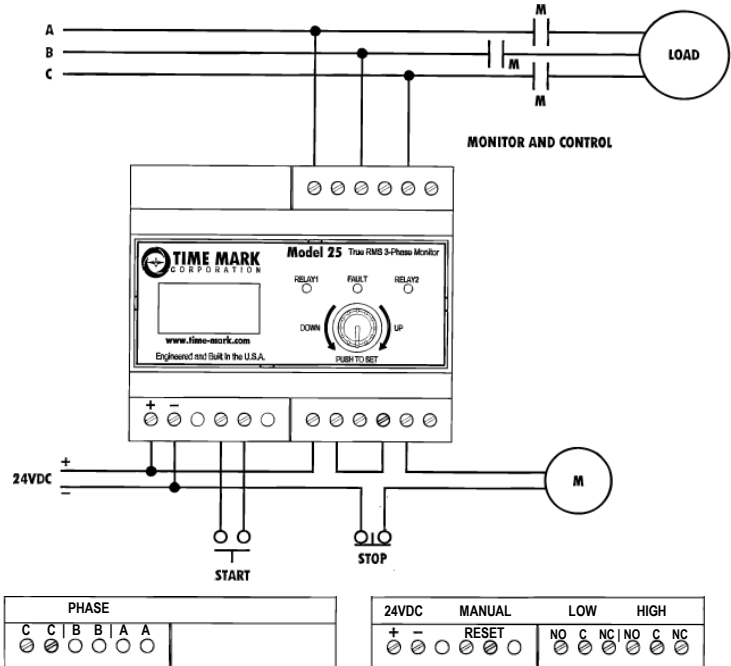 M
A
B
C
M
M
LOAD
MONITOR AND CONTROL
TIME MARK
CORPORATION
Model 25 True RMS 3-Phase Monitor
RELAY1 FAULT RELAY2
DOWN UP
PUSH TO SET
www.time-mark.com
Engineered and Built In the U.S.A.
+ −
+
24VDC
−
M
START
STOP
PHASE
C C | B B | A A
24VDC MANUAL LOW HIGH
+ − RESET NO C NC | NO C NC